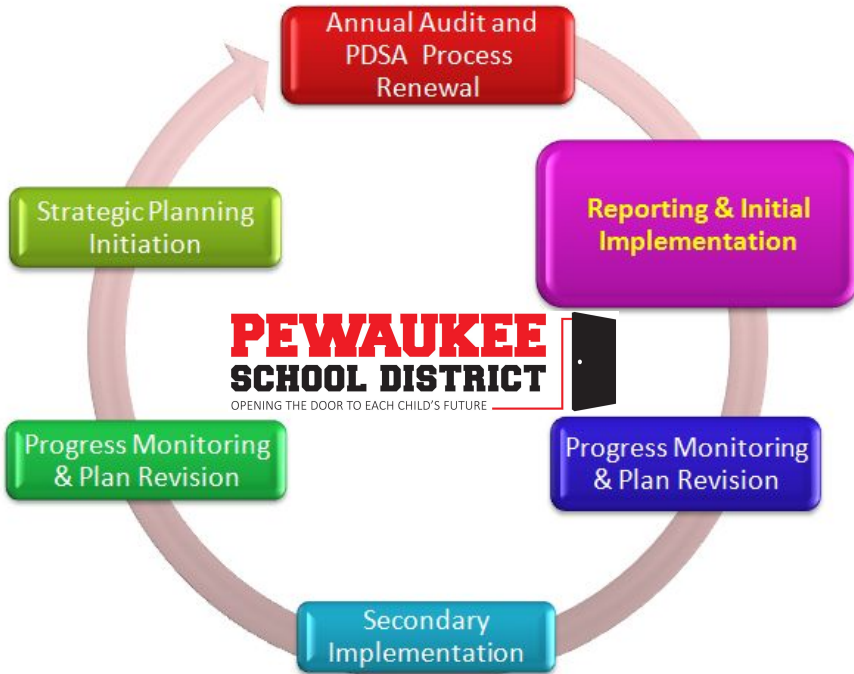 Annual Audit and
PDSA Process
Renewal
Reporting & Initial
Implementation
Strategic Planning
Initiation
PEWAUKEE
SCHOOL DISTRICT
OPENING THE DOOR TO EACH CHILD'S FUTURE
Progress Monitoring
& Plan Revision
Progress Monitoring
& Plan Revision
Secondary
Implementation